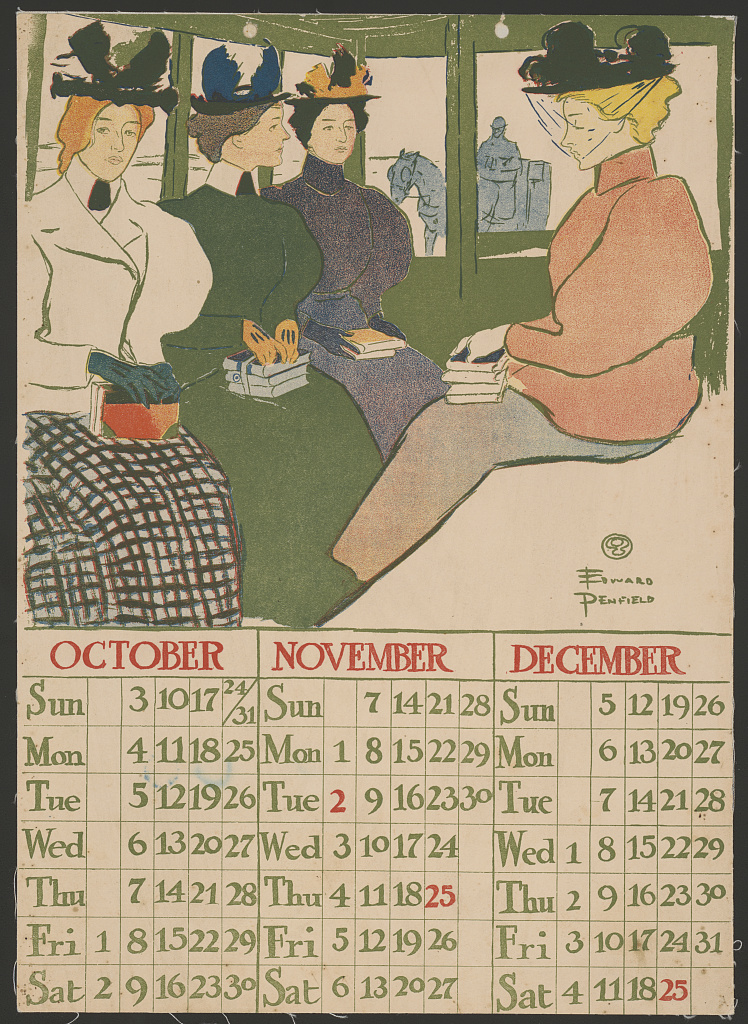 EDWARD
PENFIELD
OCTOBER
Sun 3 10 17 24/31
Mon 4 11 18 25
Tue 5 12 19 26
Wed 6 13 20 27
Thu 7 14 21 28
Fri 1 8 15 22 29
Sat 2 9 16 23 30
NOVEMBER
Sun 7 14 21 28
Mon 1 8 15 22 29
Tue 2 9 16 23 30
Wed 3 10 17 24
Thu 4 11 18 25
Fri 5 12 19 26
Sat 6 13 20 27
DECEMBER
Sun 5 12 19 26
Mon 6 13 20 27
Tue 7 14 21 28
Wed 1 8 15 22 29
Thu 2 9 16 23 30
Fri 3 10 17 24 31
Sat 4 11 18 25